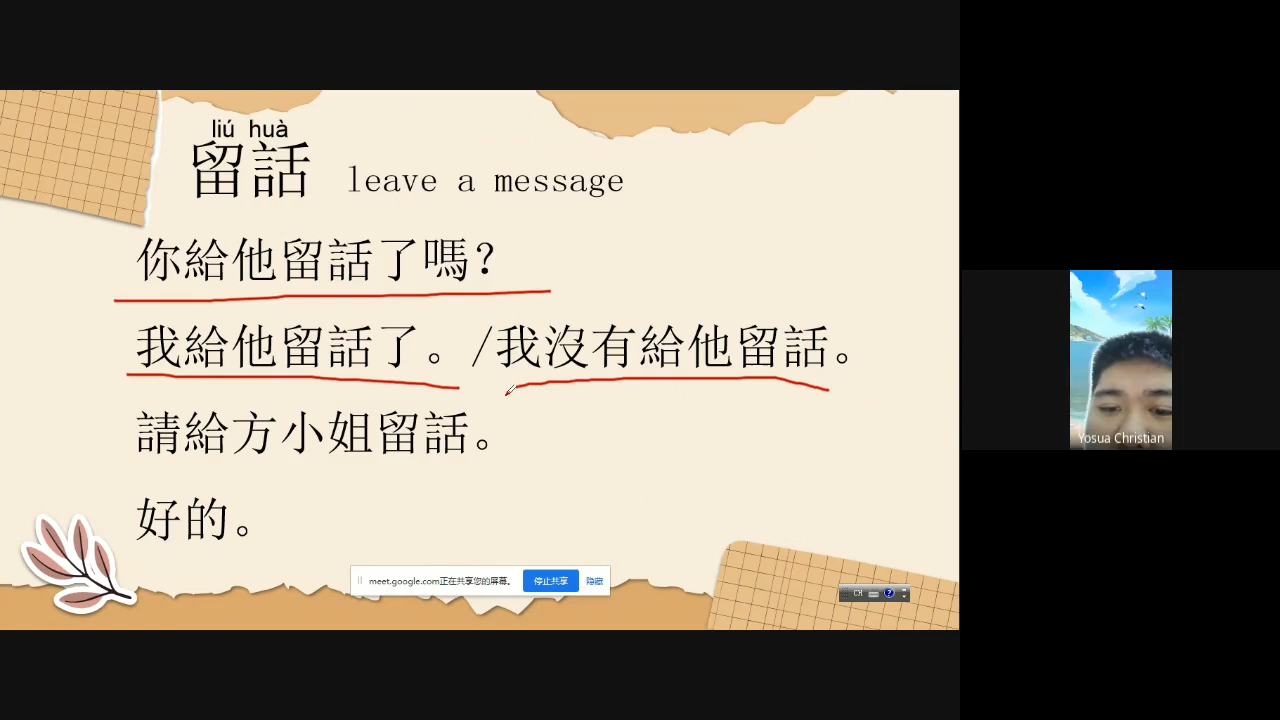 liú huà
留話 leave a message
你給他留話了嗎？
我給他留話了。/我沒有給他留話。
請給方小姐留話。
好的。
meet.google.com正在共享您的屏幕。 停止共享 隐藏
CH
Yosua Christian